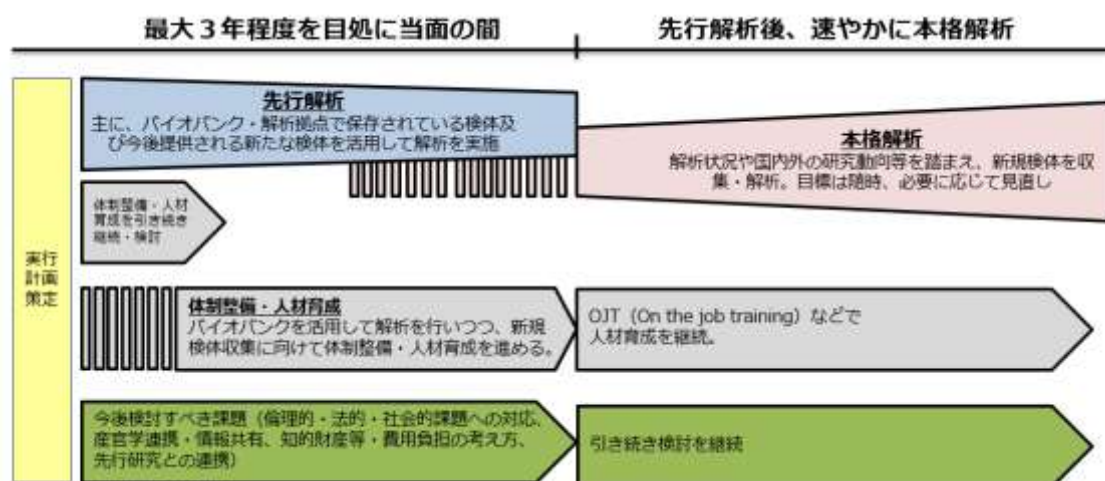 最大３年程度を目処に当面の間
先行解析後、速やかに本格解析
実行
計画
策定
先行解析
主に、バイオバンク・解析拠点で保存されている検体及
び今後提供される新たな検体を活用して解析を実施
本格解析
解析状況や国内外の研究動向等を踏まえ、新規検体を収
集・解析。目標は随時、必要に応じて見直し
体制整備・人材
育成を引き続き
継続・検討
体制整備・人材育成
バイオバンクを活用して解析を行いつつ、新規
検体収集に向けて体制整備・人材育成を進める。
OJT（On the job training）などで
人材育成を継続。
今後検討すべき課題（倫理的・法的・社会的課題への対応、
産官学連携・情報共有、知的財産等・費用負担の考え方、
先行研究との連携）
引き続き検討を継続